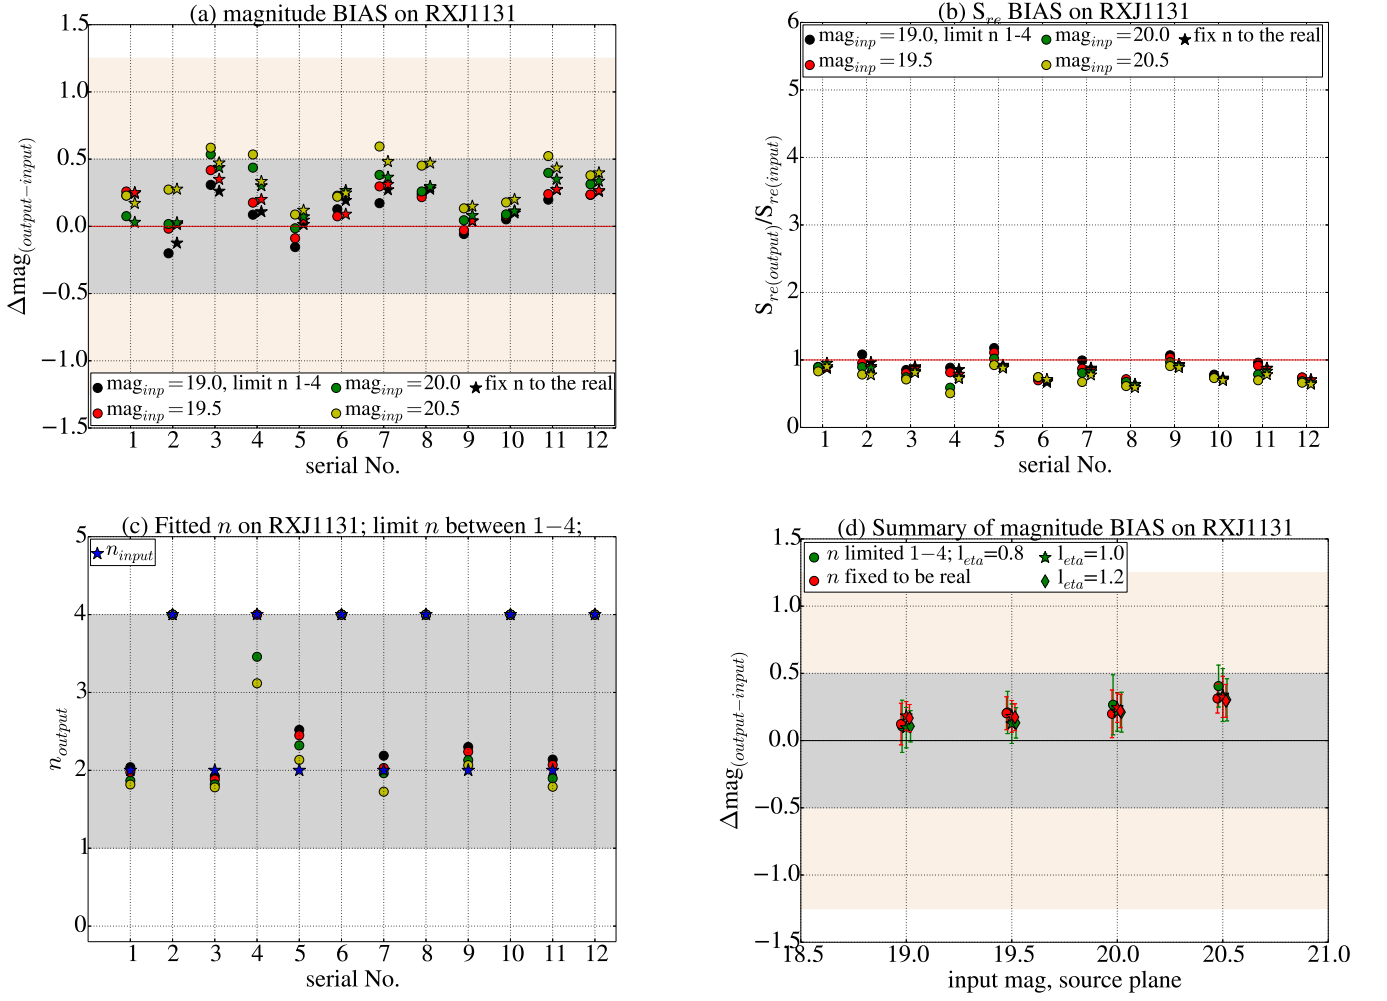 (a) magnitude BIAS on RXJ1131
1.5
1.0
0.5
0.0
−0.5
−1.0
−1.5
Δmag(output−input)
mag_inp=19.0, limit n 1-4
mag_inp=19.5
mag_inp=20.0
mag_inp=20.5
fix n to the real
1 2 3 4 5 6 7 8 9 10 11 12
serial No.
(b) S_re BIAS on RXJ1131
6
5
4
3
2
1
0
S_re(output)/S_re(input)
mag_inp=19.0, limit n 1-4
mag_inp=19.5
mag_inp=20.0
mag_inp=20.5
fix n to the real
1 2 3 4 5 6 7 8 9 10 11 12
serial No.
(c) Fitted n on RXJ1131; limit n between 1−4;
5
4
3
2
1
0
n_output
n_input
1 2 3 4 5 6 7 8 9 10 11 12
serial No.
(d) Summary of magnitude BIAS on RXJ1131
1.5
1.0
0.5
0.0
−0.5
−1.0
−1.5
Δmag(output−input)
n limited 1−4; l_eta=0.8
n fixed to be real
l_eta=1.0
l_eta=1.2
18.5 19.0 19.5 20.0 20.5 21.0
input mag, source plane